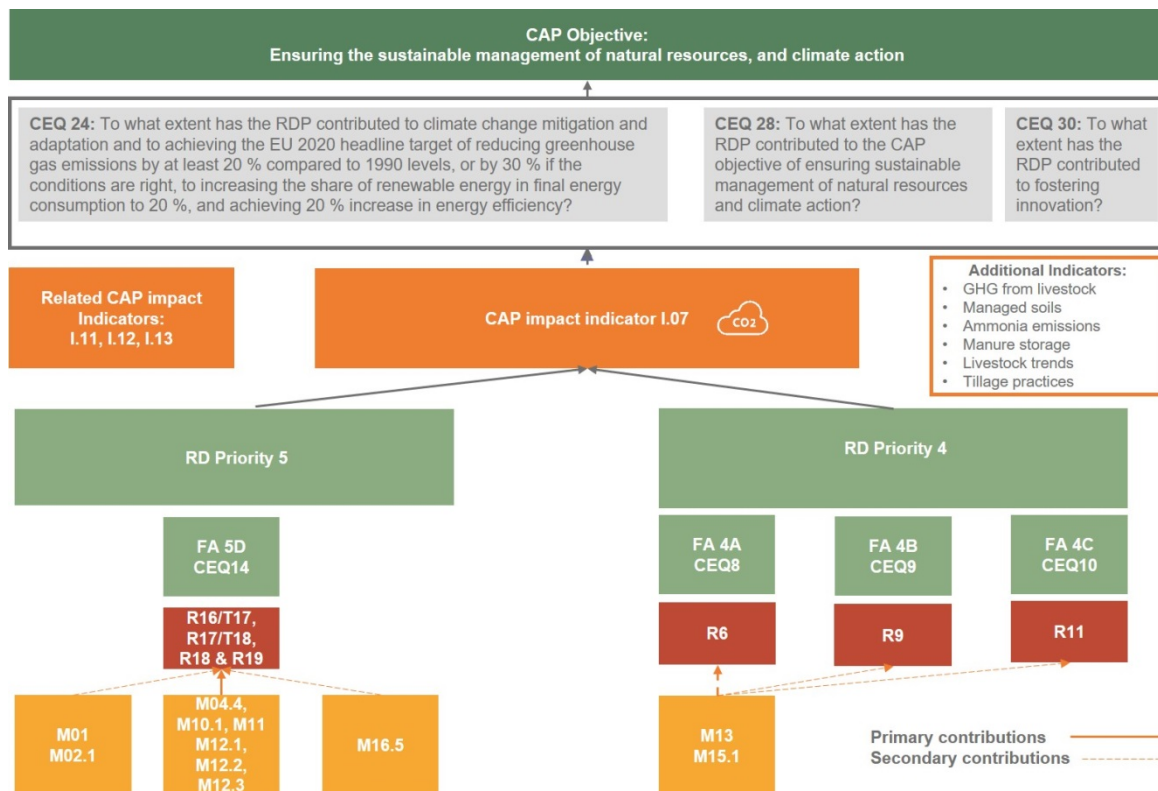 CAP Objective:
Ensuring the sustainable management of natural resources, and climate action
CEQ 24: To what extent has the RDP contributed to climate change mitigation and
adaptation and to achieving the EU 2020 headline target of reducing greenhouse
gas emissions by at least 20 % compared to 1990 levels, or by 30 % if the
conditions are right, to increasing the share of renewable energy in final energy
consumption to 20 %, and achieving 20 % increase in energy efficiency?
CEQ 28: To what extent has the
RDP contributed to the CAP
objective of ensuring sustainable
management of natural resources
and climate action?
CEQ 30: To what
extent has the
RDP contributed
to fostering
innovation?
Related CAP impact
Indicators:
I.11, I.12, I.13
CAP impact indicator I.07
CO2
Additional Indicators:
• GHG from livestock
• Managed soils
• Ammonia emissions
• Manure storage
• Livestock trends
• Tillage practices
RD Priority 5
RD Priority 4
FA 5D
CEQ14
FA 4A
CEQ8
FA 4B
CEQ9
FA 4C
CEQ10
R16/T17,
R17/T18,
R18 & R19
R6
R9
R11
M01
M02.1
M04.4,
M10.1, M11
M12.1,
M12.2,
M12.3
M16.5
M13
M15.1
Primary contributions
Secondary contributions